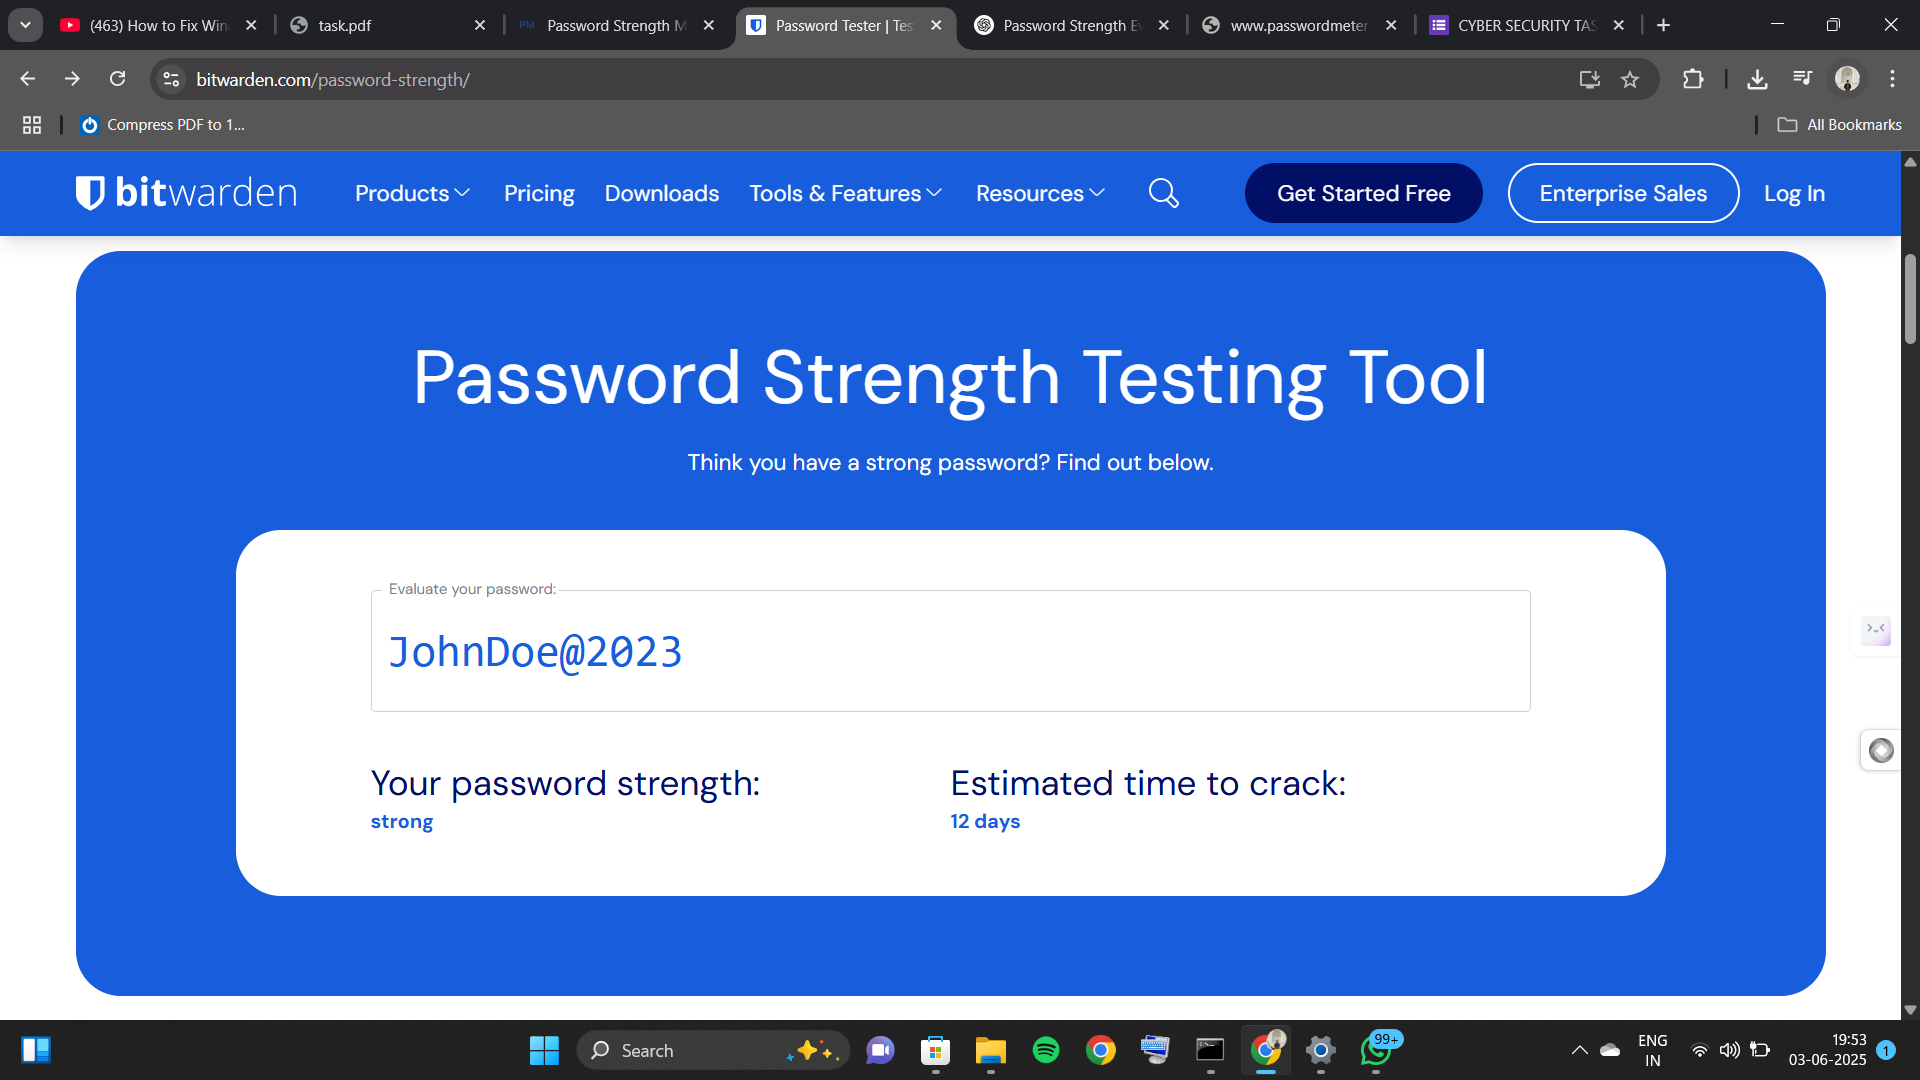 (463) How to Fix Win
task.pdf
PM Password Strength M
Password Tester | Tes
Password Strength Ev
www.passwordmeter
CYBER SECURITY TAS
bitwarden.com/password-strength/
Compress PDF to 1...
All Bookmarks
bitwarden
Products
Pricing
Downloads
Tools & Features
Resources
Get Started Free
Enterprise Sales
Log In
Password Strength Testing Tool
Think you have a strong password? Find out below.
Evaluate your password:
JohnDoe@2023
Your password strength:
strong
Estimated time to crack:
12 days
Search
99+
ENG
IN
19:53
03-06-2025
1